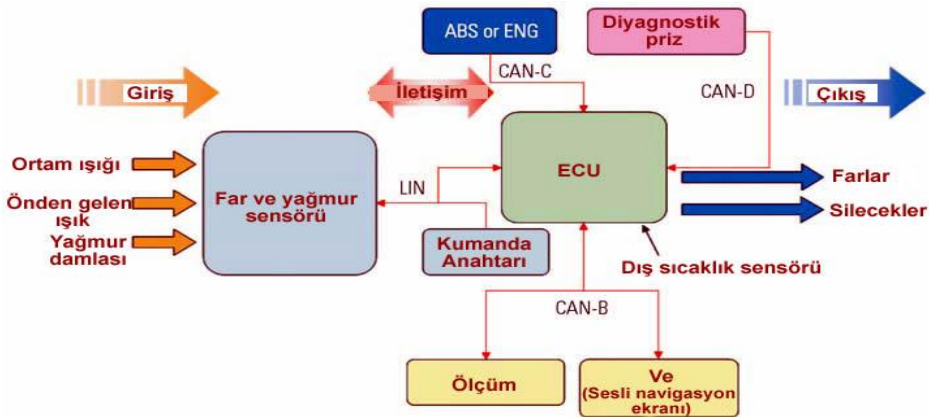 ABS or ENG
Diyagnostik
priz
Giriş
İletişim
CAN-C
CAN-D
Çıkış
Ortam ışığı
Önden gelen
ışık
Yağmur
damlası
Far ve yağmur
sensörü
LIN
ECU
Farlar
Silecekler
Kumanda
Anahtarı
Dış sıcaklık sensörü
CAN-B
Ölçüm
Ve
(Sesli navigasyon
ekranı)